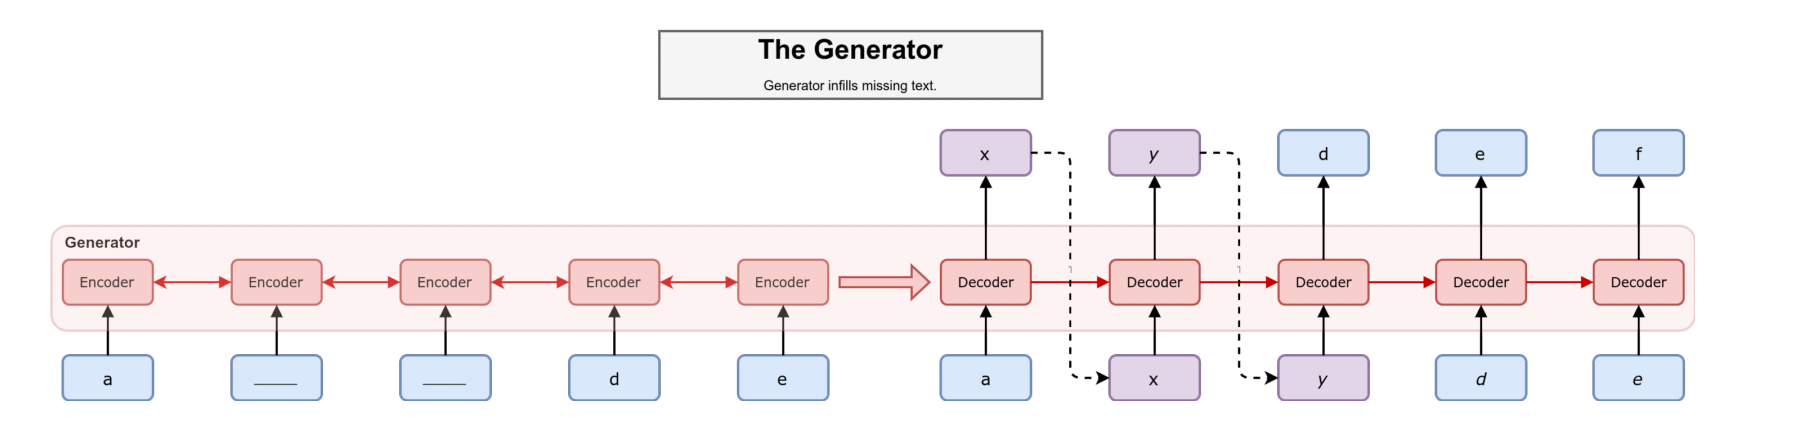 The Generator
Generator infills missing text.
x y d e f
Generator
Encoder Encoder Encoder Encoder Encoder Decoder Decoder Decoder Decoder Decoder
a _____ _____ d e a x y d e